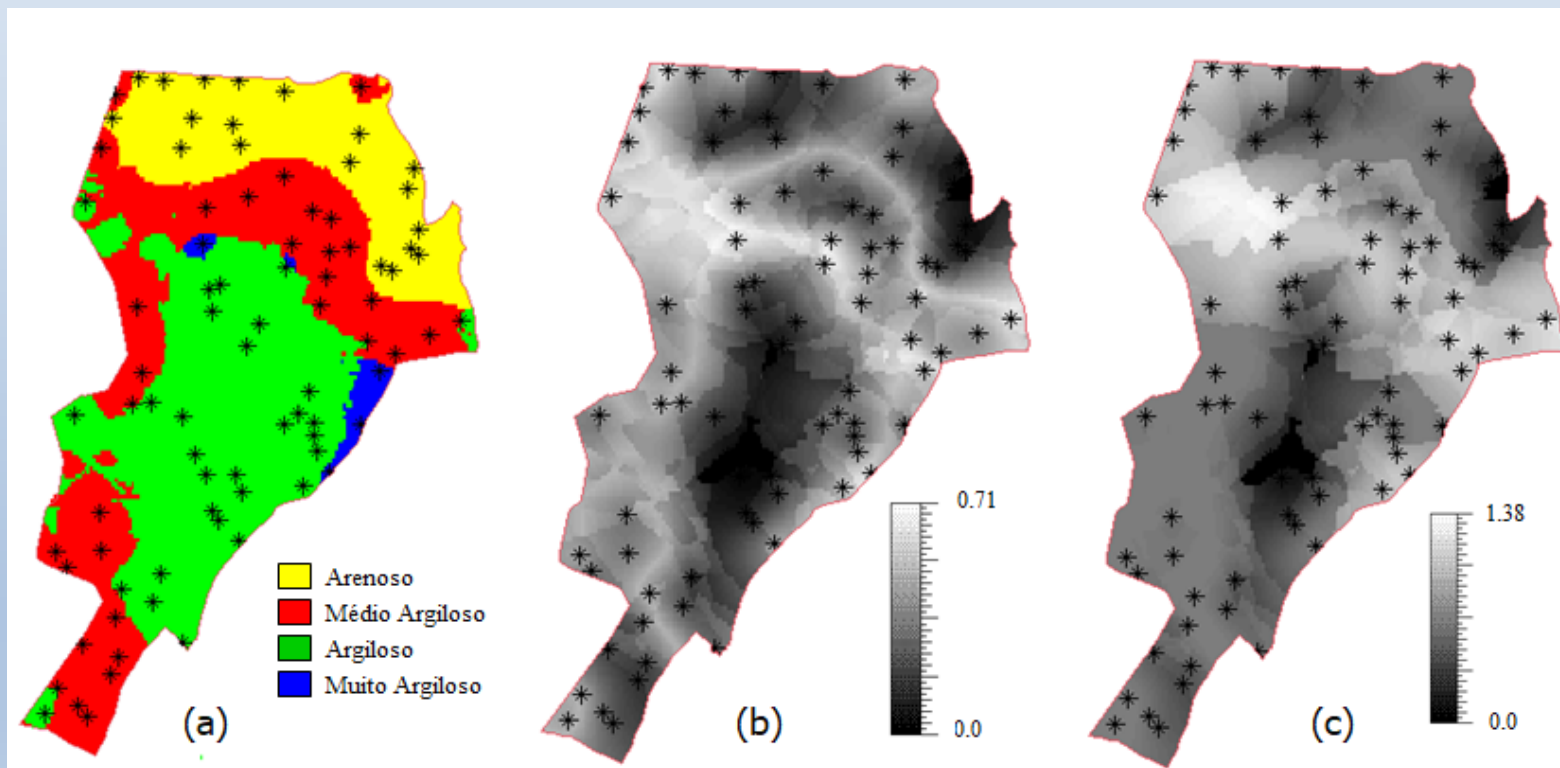 Arenoso
Médio Argiloso
Argiloso
Muito Argiloso
(a)
0.71
0.0
(b)
1.38
0.0
(c)